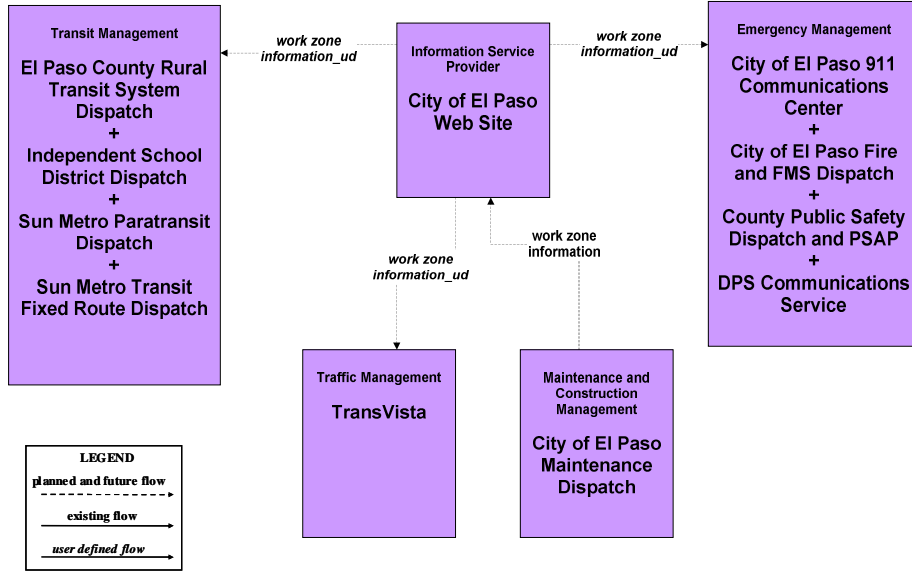 Transit Management
El Paso County Rural
Transit System
Dispatch
+
Independent School
District Dispatch
+
Sun Metro Paratransit
Dispatch
+
Sun Metro Transit
Fixed Route Dispatch
work zone
information_ud
Information Service
Provider
City of El Paso
Web Site
work zone
information_ud
Emergency Management
City of El Paso 911
Communications
Center
+
City of El Paso Fire
and FMS Dispatch
+
County Public Safety
Dispatch and PSAP
+
DPS Communications
Service
work zone
information_ud
work zone
information
Traffic Management
TransVista
Maintenance and
Construction
Management
City of El Paso
Maintenance
Dispatch
LEGEND
planned and future flow
existing flow
user defined flow